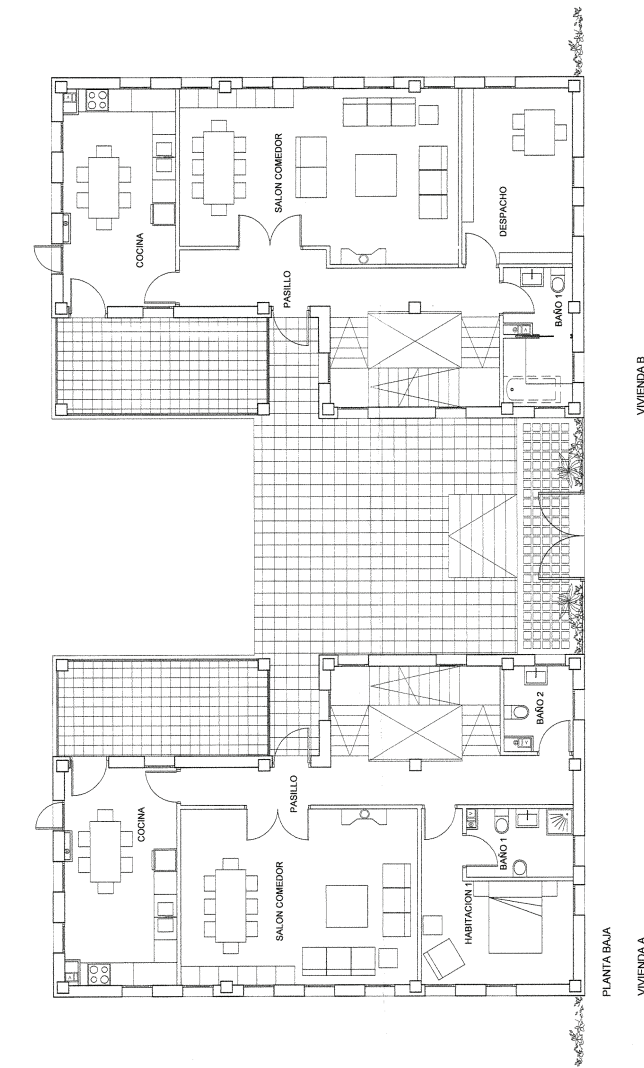 COCINA
SALON COMEDOR
PASILLO
HABITACION 1
BAÑO 1
BAÑO 2
COCINA
SALON COMEDOR
PASILLO
DESPACHO
BAÑO 1
PLANTA BAJA
VIVIENDA A
VIVIENDA B